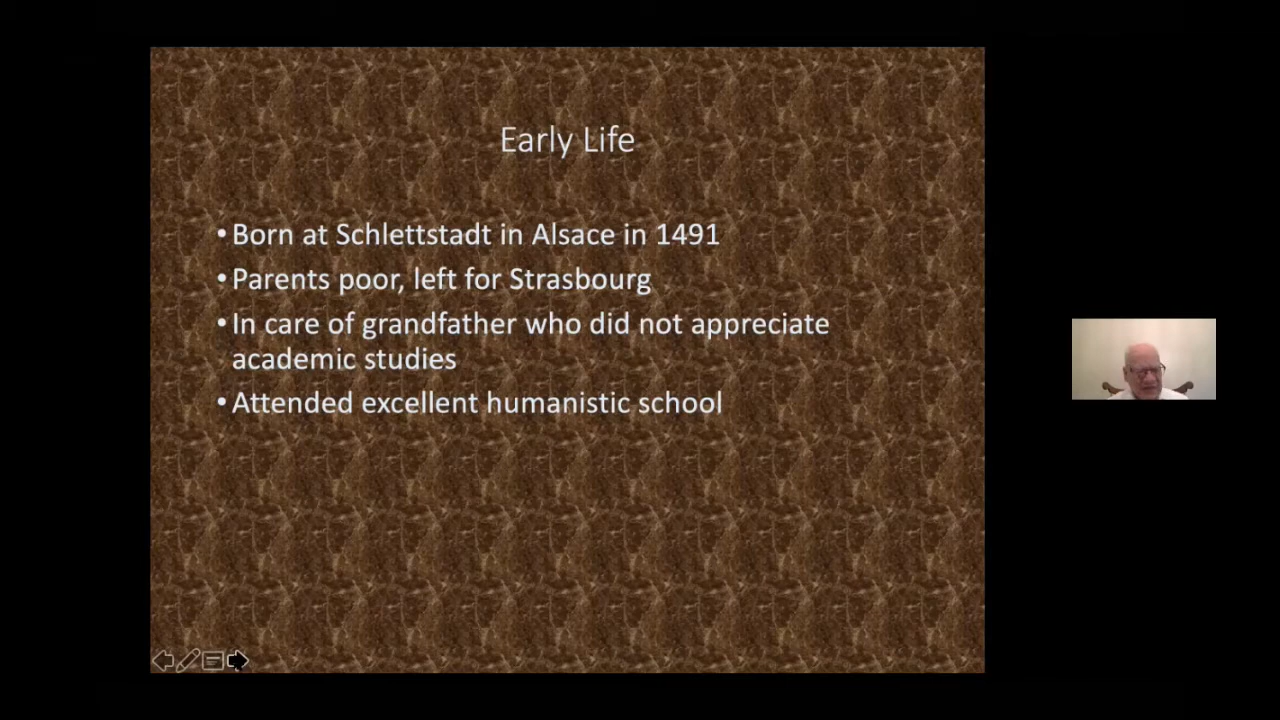 Early Life
• Born at Schlettstadt in Alsace in 1491
• Parents poor, left for Strasbourg
• In care of grandfather who did not appreciate
academic studies
• Attended excellent humanistic school